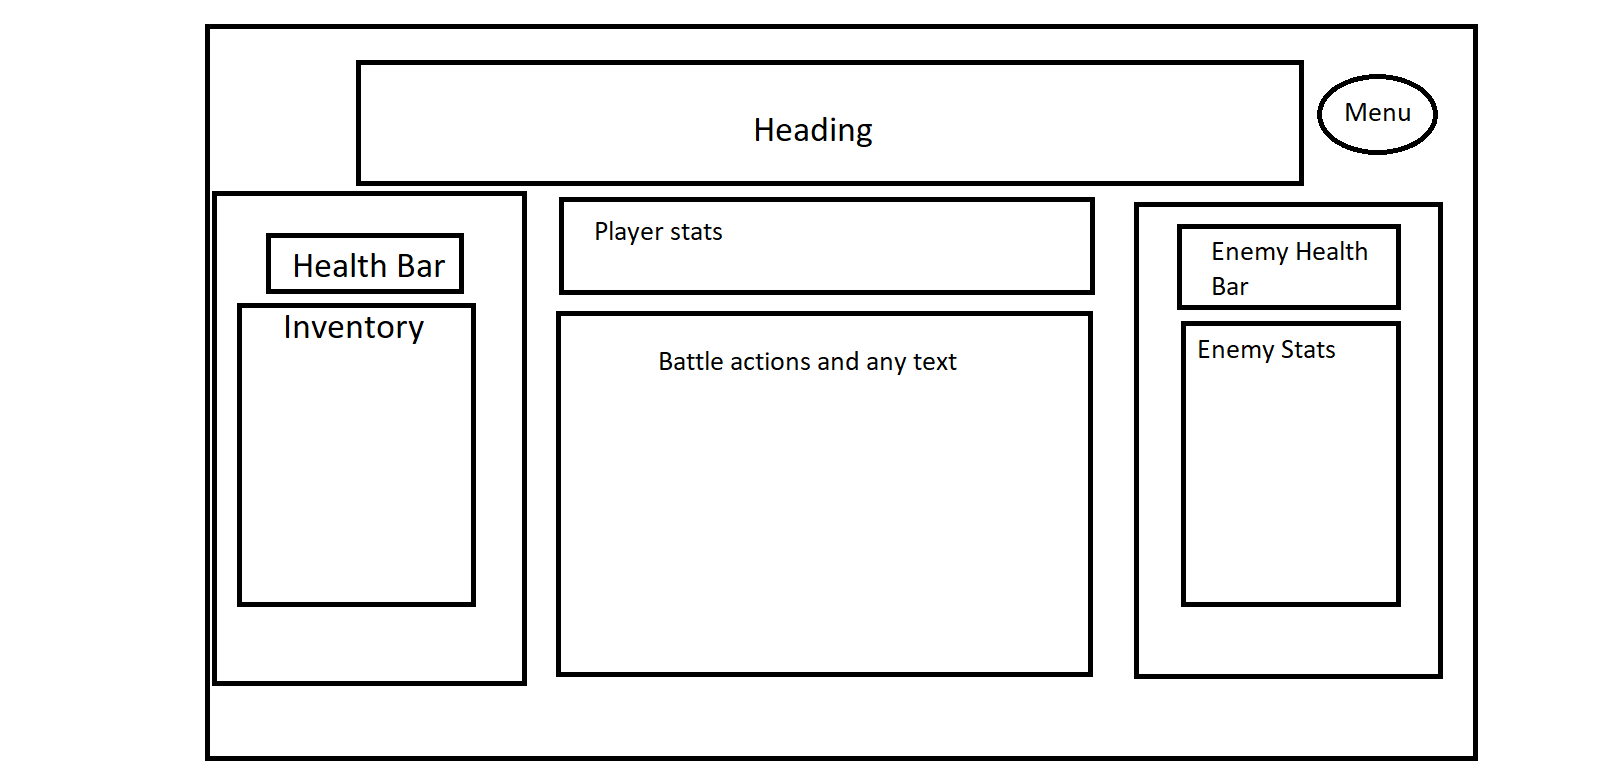 Heading
Menu
Health Bar
Inventory
Player stats
Battle actions and any text
Enemy Health
Bar
Enemy Stats